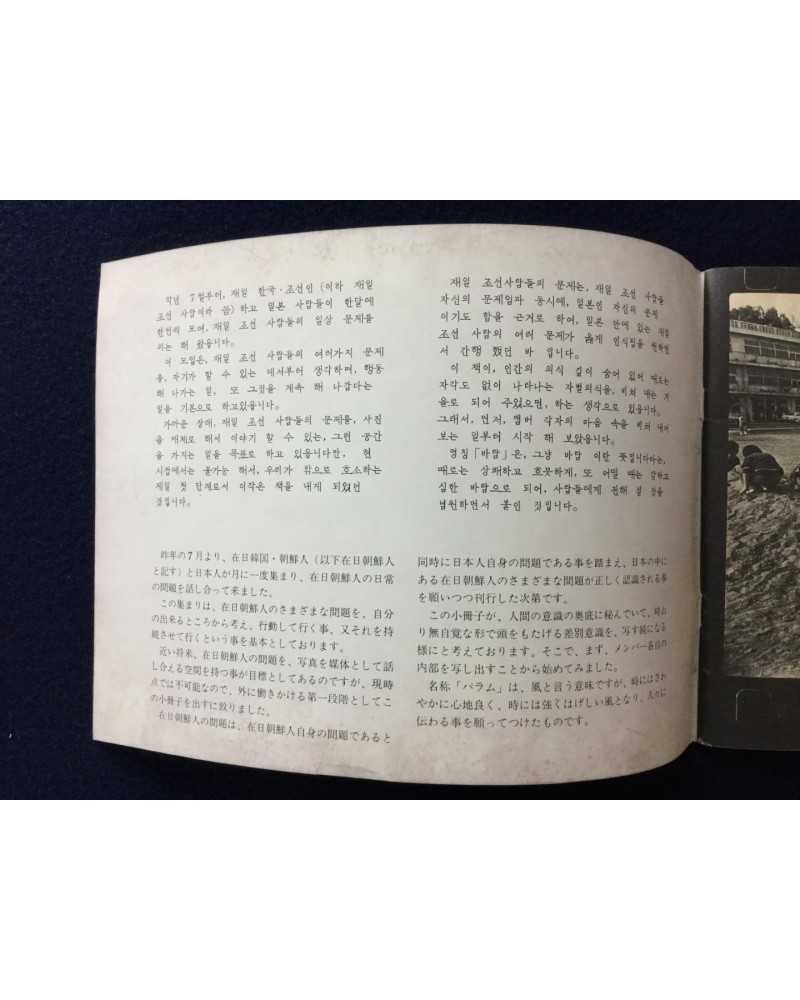 작년 7월부터, 재일 한국·조선인 (이하 재일
조선 사람이라 씀)하고 일본 사람들이 한달에
한번의 모여, 재일 조선 사람들의 일상 문제를
해 왔읍니다.
이 모임은, 재일 조선 사람들의 여러가지 문제
을, 자기가 할 수 있는 데서부터 생각하며, 행동
해 나가는 일, 또 그것을 계속 해 나갔다는
일을 기본으로 하고있읍니다.
가까운 장래, 재일 조선 사람들의 문제를, 사진
을 매체로 해서 이야기 할 수 있는, 그런 공간
을 가지는 일을 목표로 하고 있읍니다만, 현
시점에서는 불가능 해서, 우리가 밖으로 호소하는
제일 첫 단계로서 이작은 책을 내게 되였던
것입니다.
재일 조선사람들의 문제는, 재일 조선 사람들
자신의 문제임과 동시에, 일본인 자신의 문제
이기도 함을 근거로 하여, 일본 안에 있는 재일
조선 사람의 여러 문제가 옳게 인식됨을 원하면
서 간행 했던 바 입니다.
이 책이, 인간의 의식 깊이 숨어 있어 때로는
자각도 없이 나타나는 차별의식을, 비쳐 내는 거
울로 되어 주었으면, 하는 생각으로 있읍니다.
그래서, 먼저, 멤버 각자의 마음 속을 비쳐 내어
보는 일부터 시작 해 보았읍니다.
명칭「바람」은, 그냥 바람 이란 뜻입니다마는,
때로는 상쾌하고 흐뭇하게, 또 어떨 때는 강하고
심한 바람으로 되어, 사람들에게 전해 질 것을
념원하면서 붙인 것입니다.
昨年の7月より、在日韓国・朝鮮人(以下在日朝鮮人
と記す)と日本人が月に一度集まり、在日朝鮮人の日常
の問題を話し合って来ました。
この集まりは、在日朝鮮人のさまざまな問題を、自分
の出来るところから考え、行動して行く事、又それを持
続させて行くという事を基本としております。
近い将来、在日朝鮮人の問題を、写真を媒体として話
し合える空間を持つ事が目標としてあるのですが、現時
点では不可能なので、外に働きかける第一段階としてこ
の小冊子を出すに致りました。
在日朝鮮人の問題は、在日朝鮮人自身の問題であると
同時に日本人自身の問題である事を踏まえ、日本の中に
ある在日朝鮮人のさまざまな問題が正しく認識される事
を願いつつ刊行した次第です。
この小冊子が、人間の意識の奥底に秘んでいて、時お
り無自覚な形で頭をもたげる差別意識を、写す鏡になる
様にと考えております。そこで、まず、メンバー各自の
内部を写し出すことから始めてみました。
名称「パラム」は、風と言う意味ですが、時にはさわ
やかに心地良く、時には強くはげしい風となり、人々に
伝わる事を願ってつけたものです。